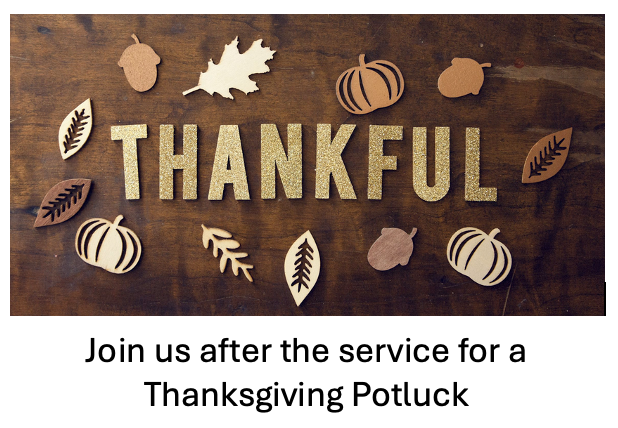 THANKFUL
Join us after the service for a
Thanksgiving Potluck